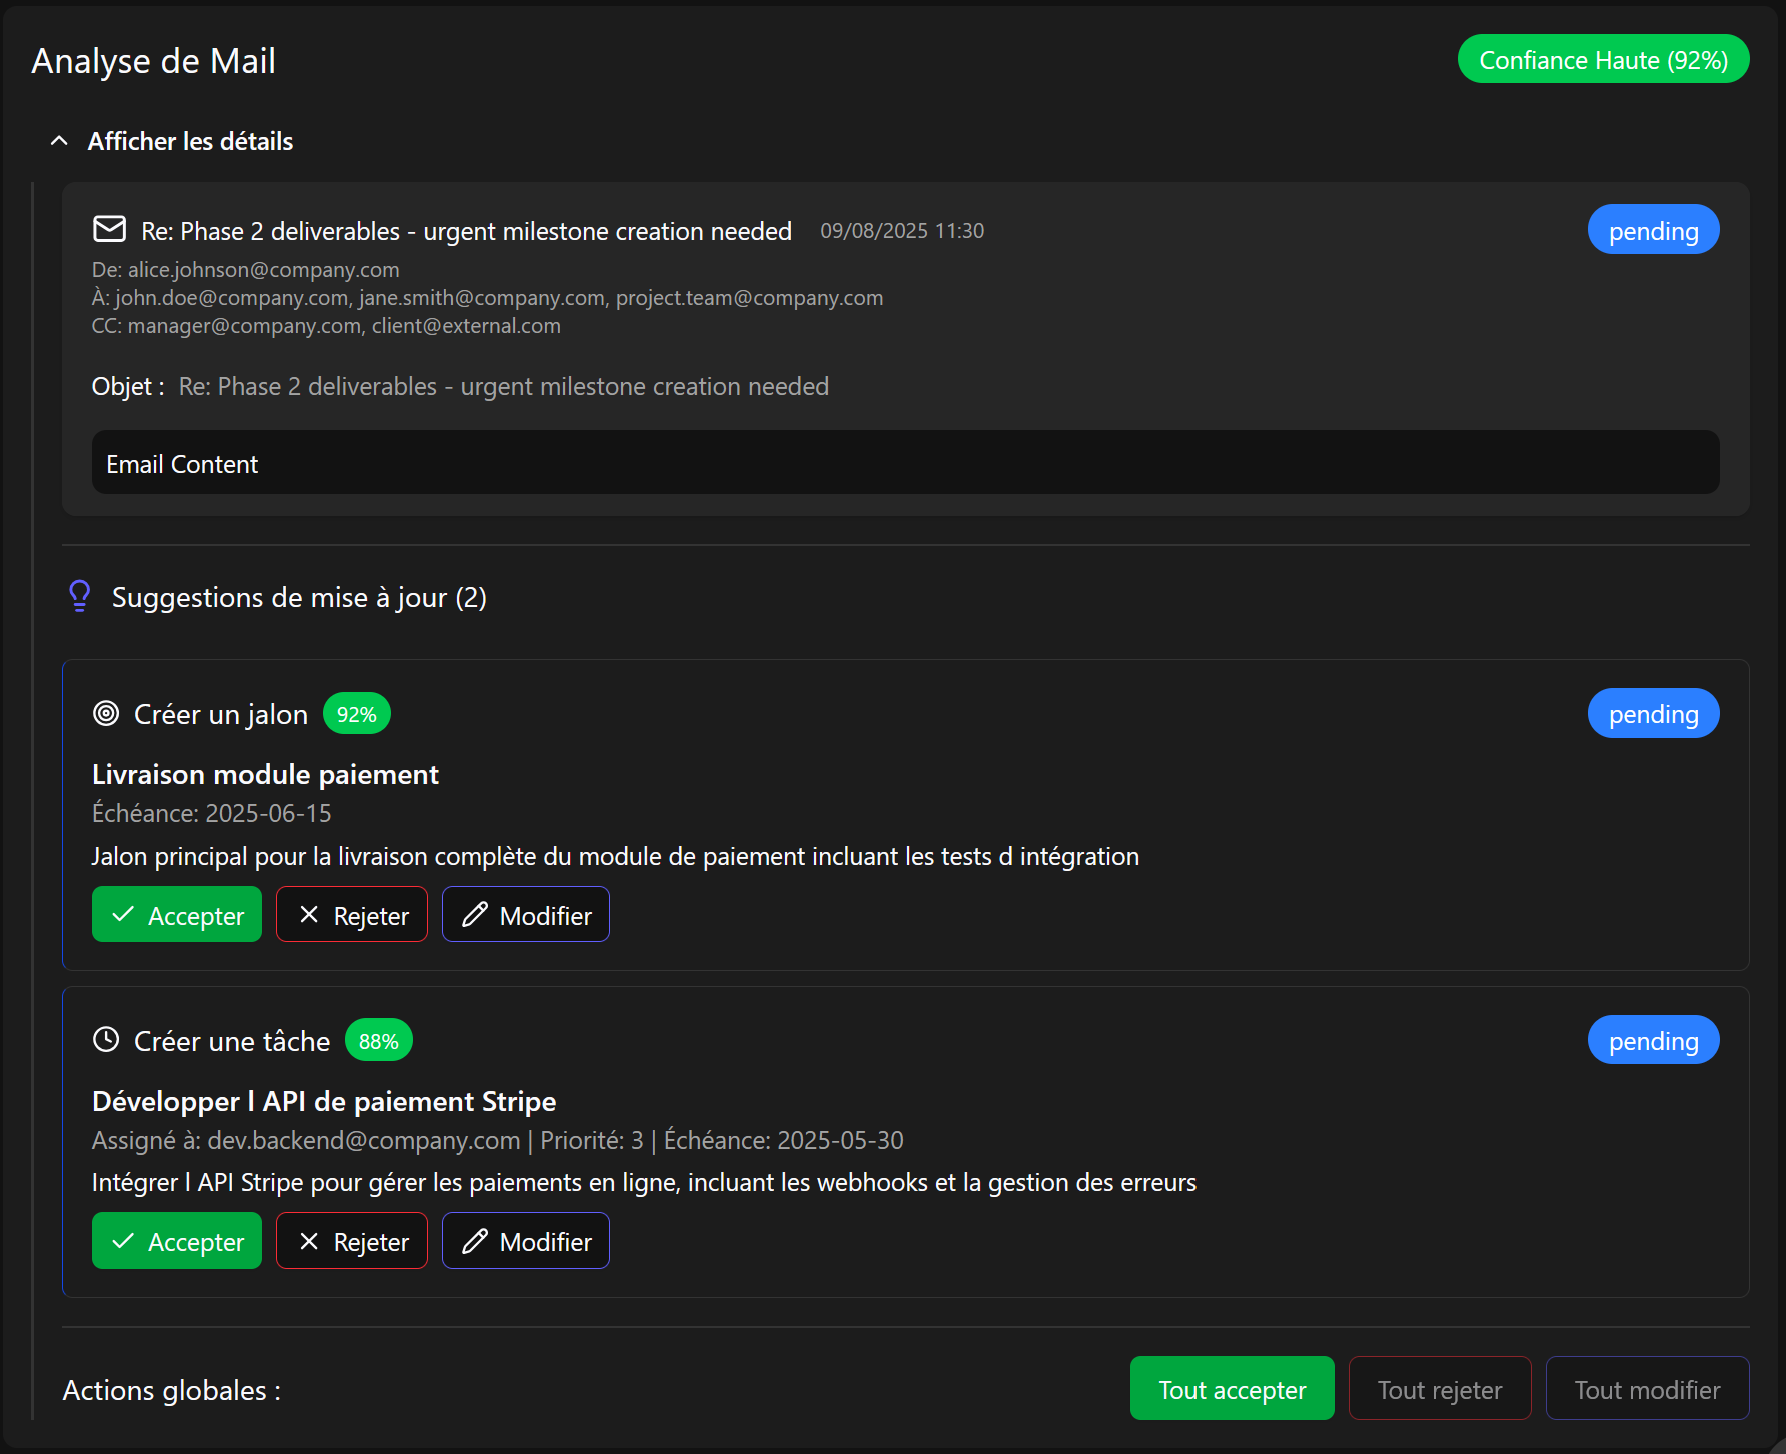 Analyse de Mail
Confiance Haute (92%)
Afficher les détails
Re: Phase 2 deliverables - urgent milestone creation needed 09/08/2025 11:30
pending
De: alice.johnson@company.com
À: john.doe@company.com, jane.smith@company.com, project.team@company.com
CC: manager@company.com, client@external.com
Objet : Re: Phase 2 deliverables - urgent milestone creation needed
Email Content
Suggestions de mise à jour (2)
Créer un jalon 92%
pending
Livraison module paiement
Échéance: 2025-06-15
Jalon principal pour la livraison complète du module de paiement incluant les tests d intégration
Accepter Rejeter Modifier
Créer une tâche 88%
pending
Développer l API de paiement Stripe
Assigné à: dev.backend@company.com | Priorité: 3 | Échéance: 2025-05-30
Intégrer l API Stripe pour gérer les paiements en ligne, incluant les webhooks et la gestion des erreurs
Accepter Rejeter Modifier
Actions globales :
Tout accepter Tout rejeter Tout modifier